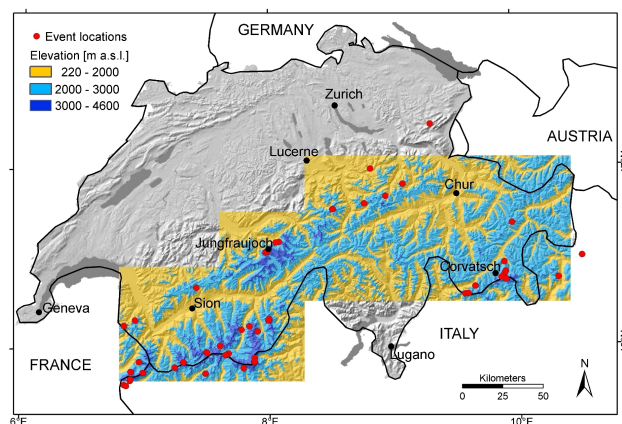 GERMANY
Event locations
Elevation [m a.s.l.]
220 - 2000
2000 - 3000
3000 - 4600
Zurich
AUSTRIA
Lucerne
Chur
Jungfraujoch
Corvatsch
Sion
Geneva
ITALY
Lugano
FRANCE
N
Kilometers
0 25 50
6°E 8°E 10°E